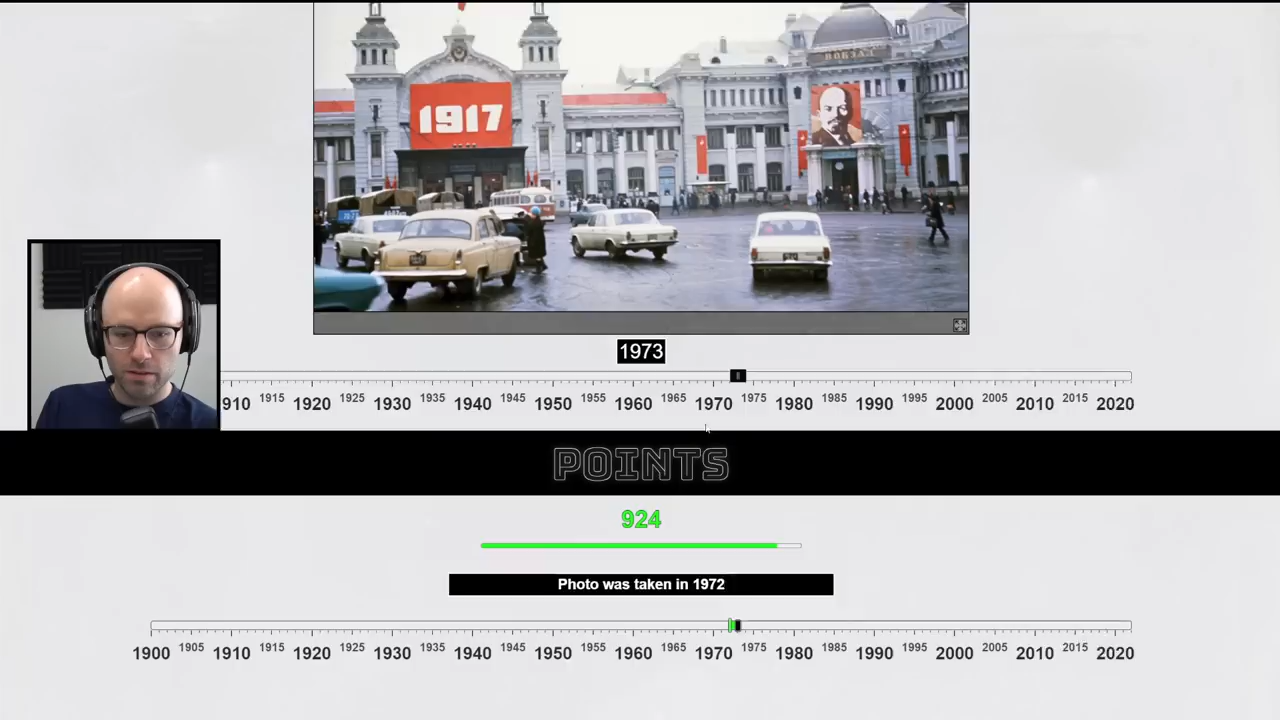 1917
ВОКЗАЛ
1973
910 1915 1920 1925 1930 1935 1940 1945 1950 1955 1960 1965 1970 1975 1980 1985 1990 1995 2000 2005 2010 2015 2020
POINTS
924
Photo was taken in 1972
1900 1905 1910 1915 1920 1925 1930 1935 1940 1945 1950 1955 1960 1965 1970 1975 1980 1985 1990 1995 2000 2005 2010 2015 2020